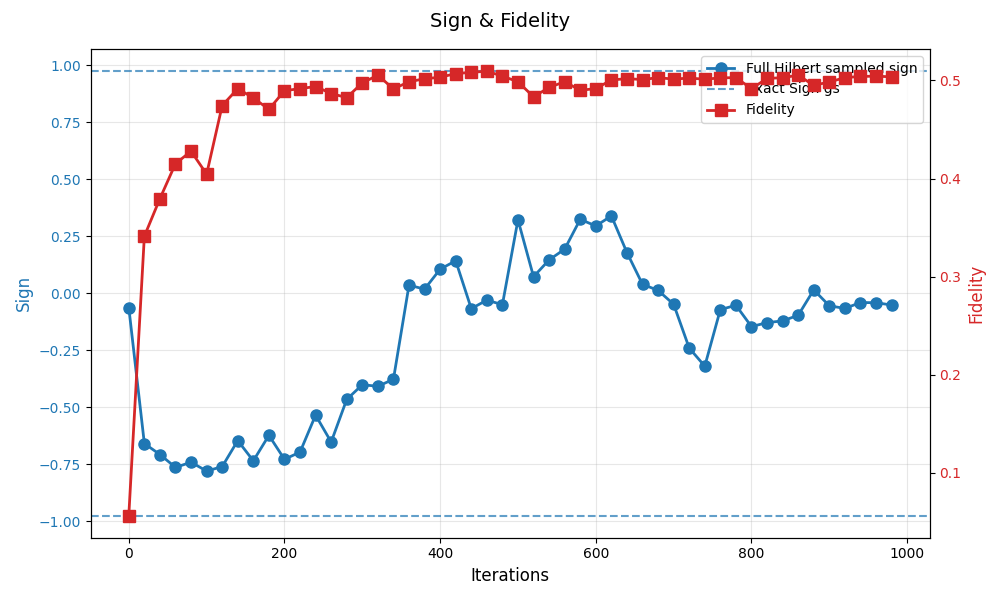 Sign & Fidelity
Full Hilbert sampled sign
Exact Sign gs
Fidelity
1.00
0.75
0.50
0.25
0.00
−0.25
−0.50
−0.75
−1.00
Sign
0.5
0.4
0.3
0.2
0.1
Fidelity
0
200
400
600
800
1000
Iterations